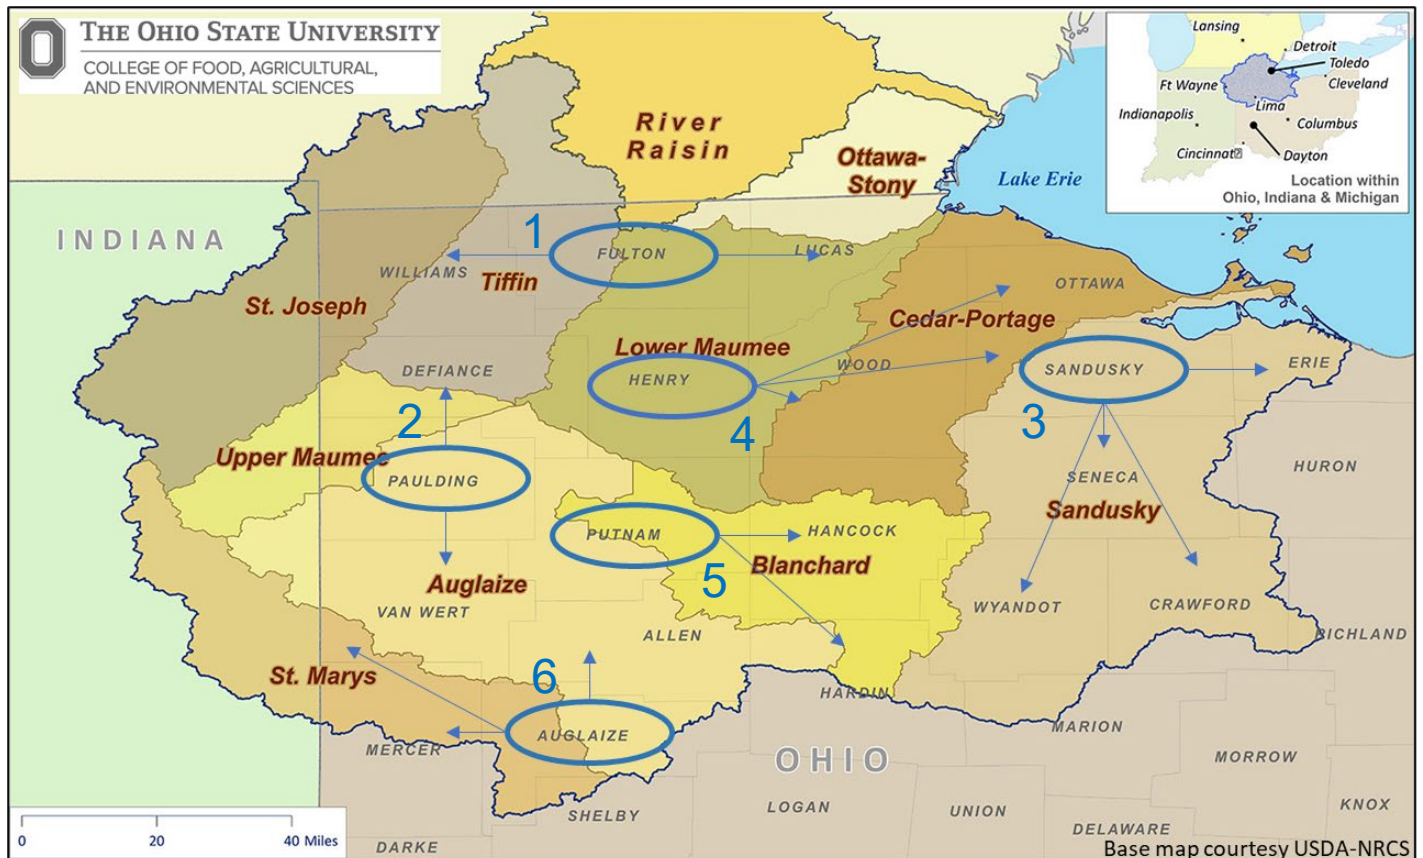 THE OHIO STATE UNIVERSITY
COLLEGE OF FOOD, AGRICULTURAL,
AND ENVIRONMENTAL SCIENCES
Lansing
Detroit
Toledo
Ft Wayne
Cleveland
Lima
Indianapolis
Columbus
Cincinnati
Dayton
Location within
Ohio, Indiana & Michigan
River
Raisin
Ottawa-
Stony
Lake Erie
INDIANA
1
FULTON
LUCAS
WILLIAMS
Tiffin
OTTAWA
St. Joseph
Cedar-Portage
Lower Maumee
WOOD
DEFIANCE
HENRY
SANDUSKY
ERIE
2
4
3
Upper Maumee
PAULDING
SENECA
HURON
Sandusky
PUTNAM
HANCOCK
5
Blanchard
Auglaize
VAN WERT
WYANDOT
CRAWFORD
ALLEN
RICHLAND
St. Marys
6
HARDIN
AUGLAIZE
MARION
MERCER
OHIO
MORROW
SHELBY
LOGAN
UNION
KNOX
DELAWARE
DARKE
0 20 40 Miles
Base map courtesy USDA-NRCS